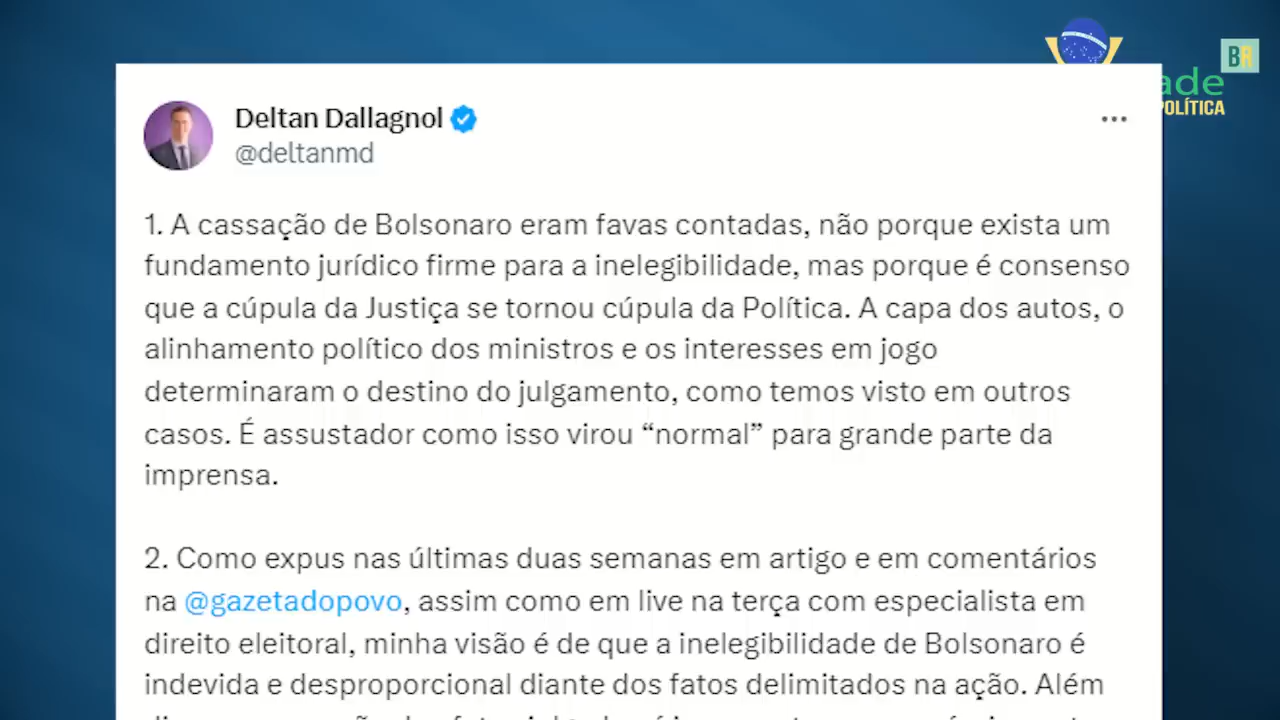 BR
ade
POLÍTICA
Deltan Dallagnol
@deltanmd
1. A cassação de Bolsonaro eram favas contadas, não porque exista um
fundamento jurídico firme para a inelegibilidade, mas porque é consenso
que a cúpula da Justiça se tornou cúpula da Política. A capa dos autos, o
alinhamento político dos ministros e os interesses em jogo
determinaram o destino do julgamento, como temos visto em outros
casos. É assustador como isso virou “normal” para grande parte da
imprensa.
2. Como expus nas últimas duas semanas em artigo e em comentários
na @gazetadopovo, assim como em live na terça com especialista em
direito eleitoral, minha visão é de que a inelegibilidade de Bolsonaro é
indevida e desproporcional diante dos fatos delimitados na ação. Além